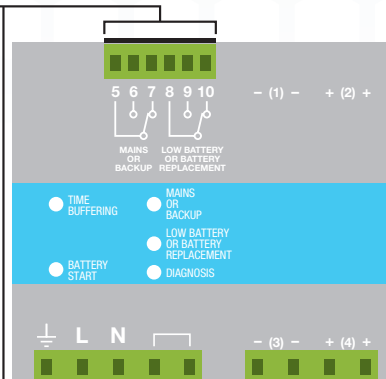 5 6 7 8 9 10
– (1) –
+ (2) +
MAINS
OR
BACKUP
LOW BATTERY
OR BATTERY
REPLACEMENT
TIME
BUFFERING
MAINS
OR
BACKUP
LOW BATTERY
OR BATTERY
REPLACEMENT
BATTERY
START
DIAGNOSIS
L N
– (3) –
+ (4) +